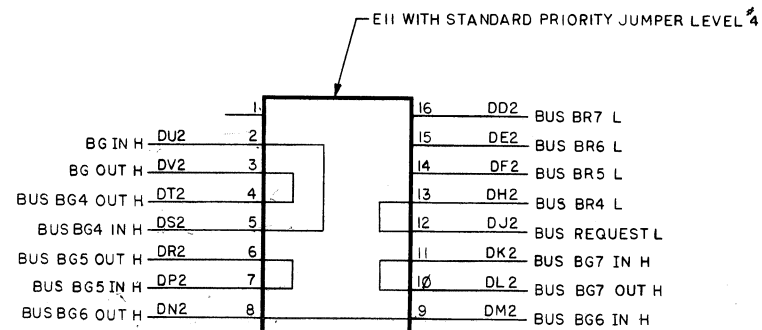 E11 WITH STANDARD PRIORITY JUMPER LEVEL #4
1 16 DD2 BUS BR7 L
BG IN H DU2 2 15 DE2 BUS BR6 L
BG OUT H DV2 3 14 DF2 BUS BR5 L
BUS BG4 OUT H DT2 4 13 DH2 BUS BR4 L
BUS BG4 IN H DS2 5 12 DJ2 BUS REQUEST L
BUS BG5 OUT H DR2 6 11 DK2 BUS BG7 IN H
BUS BG5 IN H DP2 7 10 DL2 BUS BG7 OUT H
BUS BG6 OUT H DN2 8 9 DM2 BUS BG6 IN H